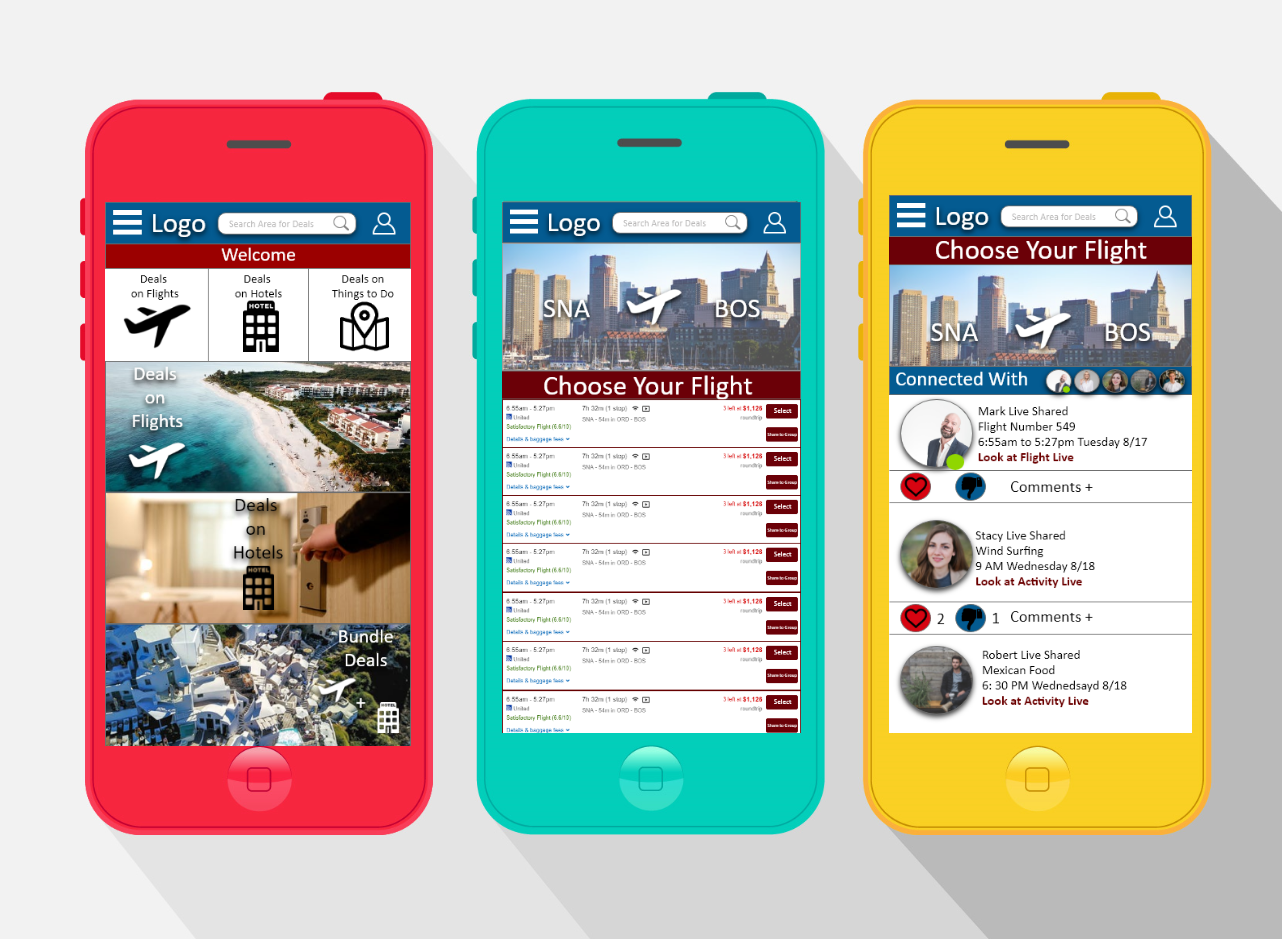 Logo
Search Area for Deals
Welcome
Deals
on Flights
Deals
on Hotels
HOTEL
Deals on
Things to Do
Deals
on
Flights
Deals
on
Hotels
HOTEL
Bundle
Deals
+
HOTEL
Logo
Search Area for Deals
SNA BOS
Choose Your Flight
6:55am - 5:27pm 7h 32m (1 stop) 3 left at $1,126 Select
United SNA - 54m in ORD - BOS roundtrip
Satisfactory Flight (6.6/10)
Share to Group
Details & baggage fees
6:55am - 5:27pm 7h 32m (1 stop) 3 left at $1,126 Select
United SNA - 54m in ORD - BOS roundtrip
Satisfactory Flight (6.6/10)
Share to Group
Details & baggage fees
6:55am - 5:27pm 7h 32m (1 stop) 3 left at $1,126 Select
United SNA - 54m in ORD - BOS roundtrip
Satisfactory Flight (6.6/10)
Share to Group
Details & baggage fees
6:55am - 5:27pm 7h 32m (1 stop) 3 left at $1,126 Select
United SNA - 54m in ORD - BOS roundtrip
Satisfactory Flight (6.6/10)
Share to Group
Details & baggage fees
6:55am - 5:27pm 7h 32m (1 stop) 3 left at $1,126 Select
United SNA - 54m in ORD - BOS roundtrip
Satisfactory Flight (6.6/10)
Share to Group
Details & baggage fees
6:55am - 5:27pm 7h 32m (1 stop) 3 left at $1,126 Select
United SNA - 54m in ORD - BOS roundtrip
Satisfactory Flight (6.6/10)
Share to Group
Details & baggage fees
6:55am - 5:27pm 7h 32m (1 stop) 3 left at $1,126 Select
United SNA - 54m in ORD - BOS roundtrip
Satisfactory Flight (6.6/10)
Share to Group
Details & baggage fees
Logo
Search Area for Deals
Choose Your Flight
SNA BOS
Connected With
Mark Live Shared
Flight Number 549
6:55am to 5:27pm Tuesday 8/17
Look at Flight Live
Comments +
Stacy Live Shared
Wind Surfing
9 AM Wednesday 8/18
Look at Activity Live
2 1 Comments +
Robert Live Shared
Mexican Food
6: 30 PM Wednedsayd 8/18
Look at Activity Live